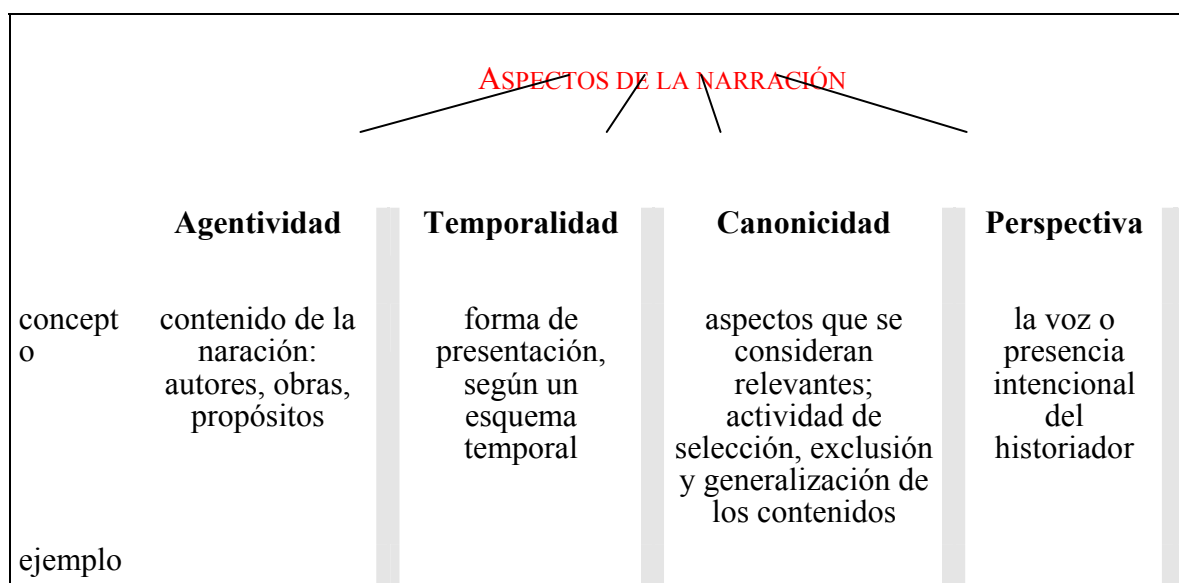 ASPECTOS DE LA NARRACIÓN
Agentividad Temporalidad Canonicidad Perspectiva
concept
o
contenido de la
naración:
autores, obras,
propósitos
forma de
presentación,
según un
esquema
temporal
aspectos que se
consideran
relevantes;
actividad de
selección, exclusión
y generalización de
los contenidos
la voz o
presencia
intencional
del
historiador
ejemplo